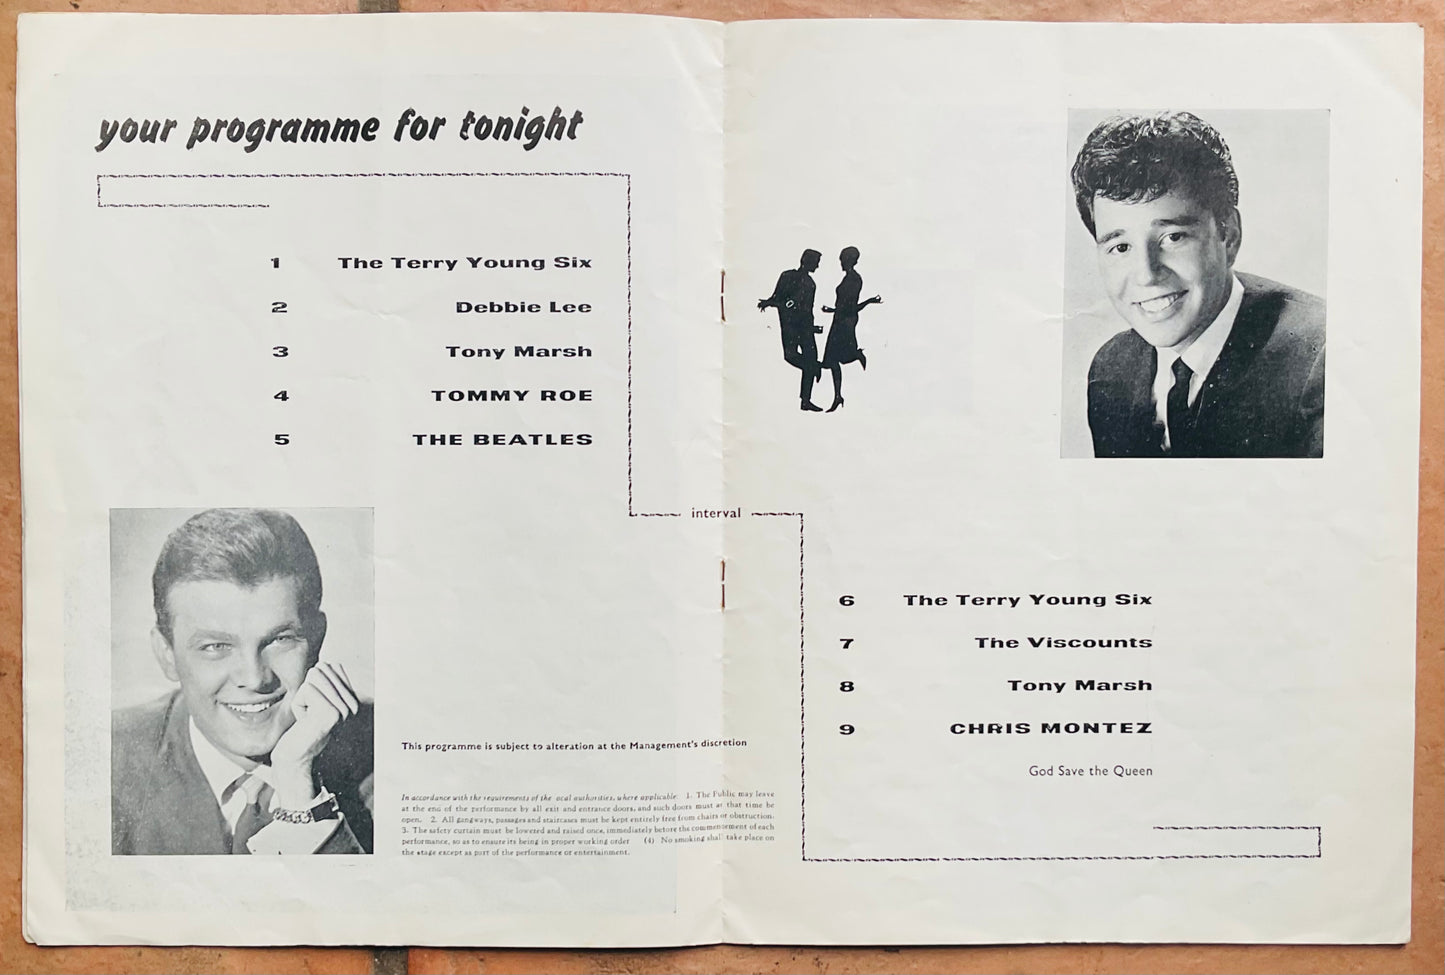 your programme for tonight
1 The Terry Young Six
2 Debbie Lee
3 Tony Marsh
4 TOMMY ROE
5 THE BEATLES
interval
6 The Terry Young Six
7 The Viscounts
8 Tony Marsh
9 CHRIS MONTEZ
God Save the Queen
This programme is subject to alteration at the Management's discretion
In accordance with the requirements of the ocal authorities, where applicable: 1. The Public may leave
at the end of the performance by all exit and entrance doors, and such doors must at that time be
open. 2. All gangways, passages and staircases must be kept entirely free from chairs or obstruction.
3. The safety curtain must be lowered and raised once, immediately before the commencement of each
performance, so as to ensure its being in proper working order (4) No smoking shall take place on
the stage except as part of the performance or entertainment.